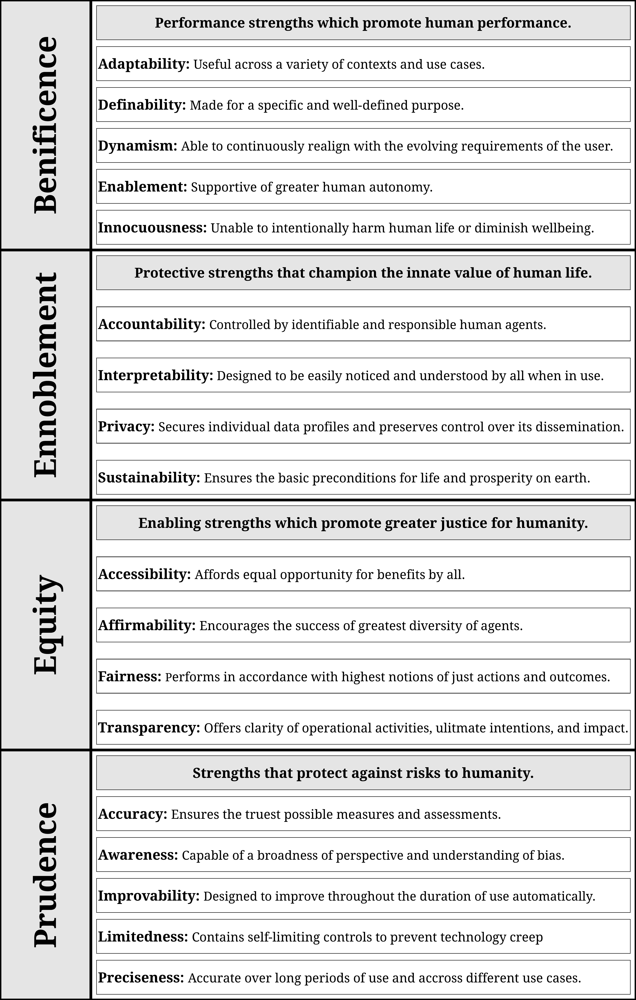 Benificence
Performance strengths which promote human performance.
Adaptability: Useful across a variety of contexts and use cases.
Definability: Made for a specific and well-defined purpose.
Dynamism: Able to continuously realign with the evolving requirements of the user.
Enablement: Supportive of greater human autonomy.
Innocuousness: Unable to intentionally harm human life or diminish wellbeing.
Ennoblement
Protective strengths that champion the innate value of human life.
Accountability: Controlled by identifiable and responsible human agents.
Interpretability: Designed to be easily noticed and understood by all when in use.
Privacy: Secures individual data profiles and preserves control over its dissemination.
Sustainability: Ensures the basic preconditions for life and prosperity on earth.
Equity
Enabling strengths which promote greater justice for humanity.
Accessibility: Affords equal opportunity for benefits by all.
Affirmability: Encourages the success of greatest diversity of agents.
Fairness: Performs in accordance with highest notions of just actions and outcomes.
Transparency: Offers clarity of operational activities, ulitmate intentions, and impact.
Prudence
Strengths that protect against risks to humanity.
Accuracy: Ensures the truest possible measures and assessments.
Awareness: Capable of a broadness of perspective and understanding of bias.
Improvability: Designed to improve throughout the duration of use automatically.
Limitedness: Contains self-limiting controls to prevent technology creep
Preciseness: Accurate over long periods of use and accross different use cases.